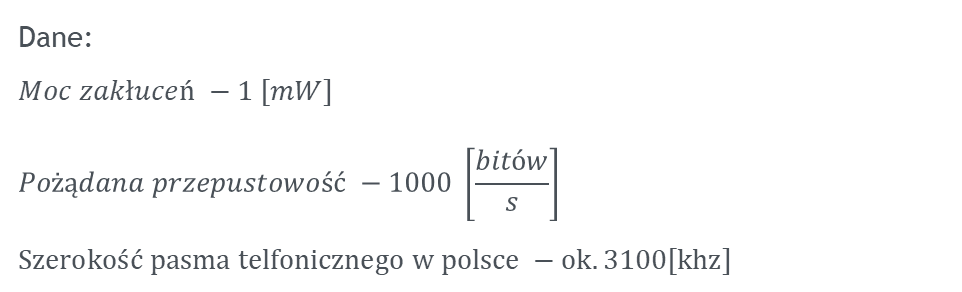 Dane:
Moc zakłuceń − 1 [mW]
Pożądana przepustowość − 1000 [bitów/s]
Szerokość pasma telfonicznego w polsce − ok. 3100[khz]